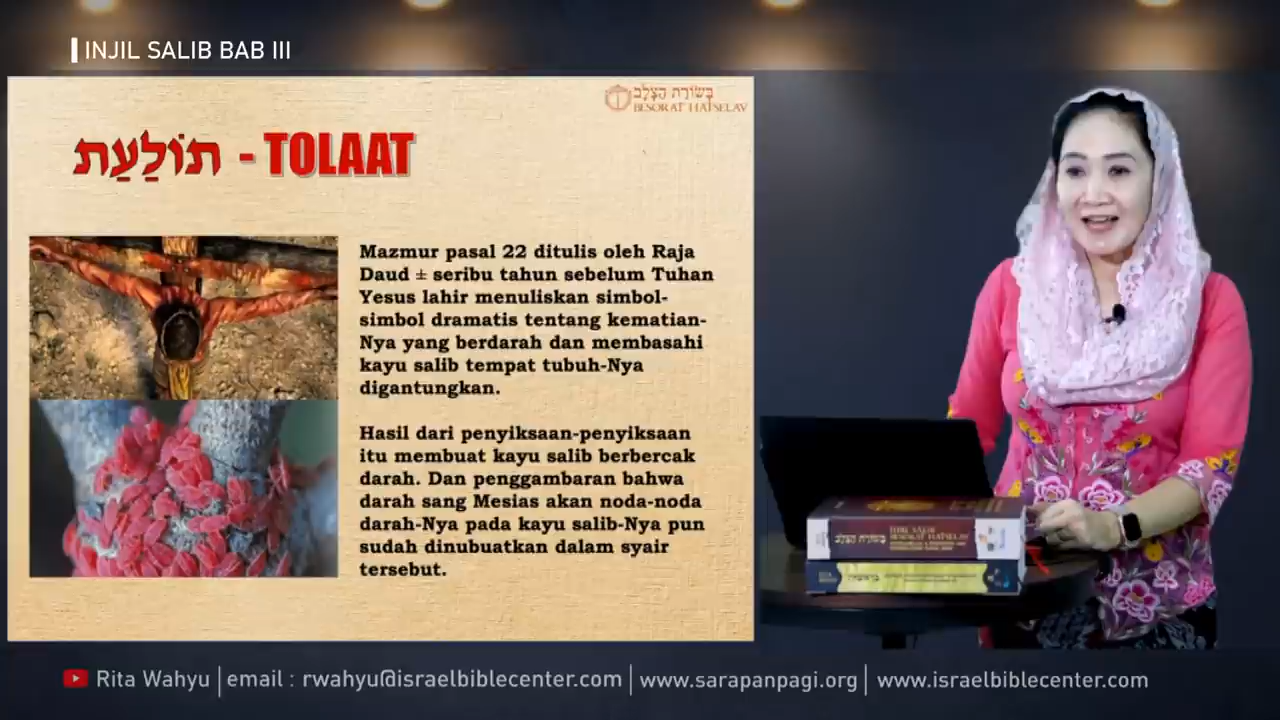 INJIL SALIB BAB III
בְּשׂוֹרַת הַצְּלָב
BESORAT HATSELAV
תוֹלַעַת - TOLAAT
Mazmur pasal 22 ditulis oleh Raja
Daud ± seribu tahun sebelum Tuhan
Yesus lahir menuliskan simbol-
simbol dramatis tentang kematian-
Nya yang berdarah dan membasahi
kayu salib tempat tubuh-Nya
digantungkan.
Hasil dari penyiksaan-penyiksaan
itu membuat kayu salib berbercak
darah. Dan penggambaran bahwa
darah sang Mesias akan noda-noda
darah-Nya pada kayu salib-Nya pun
sudah dinubuatkan dalam syair
tersebut.
BESORAT HATSELAV
Rita Wahyu | email : rwahyu@israelbiblecenter.com | www.sarapanpagi.org | www.israelbiblecenter.com